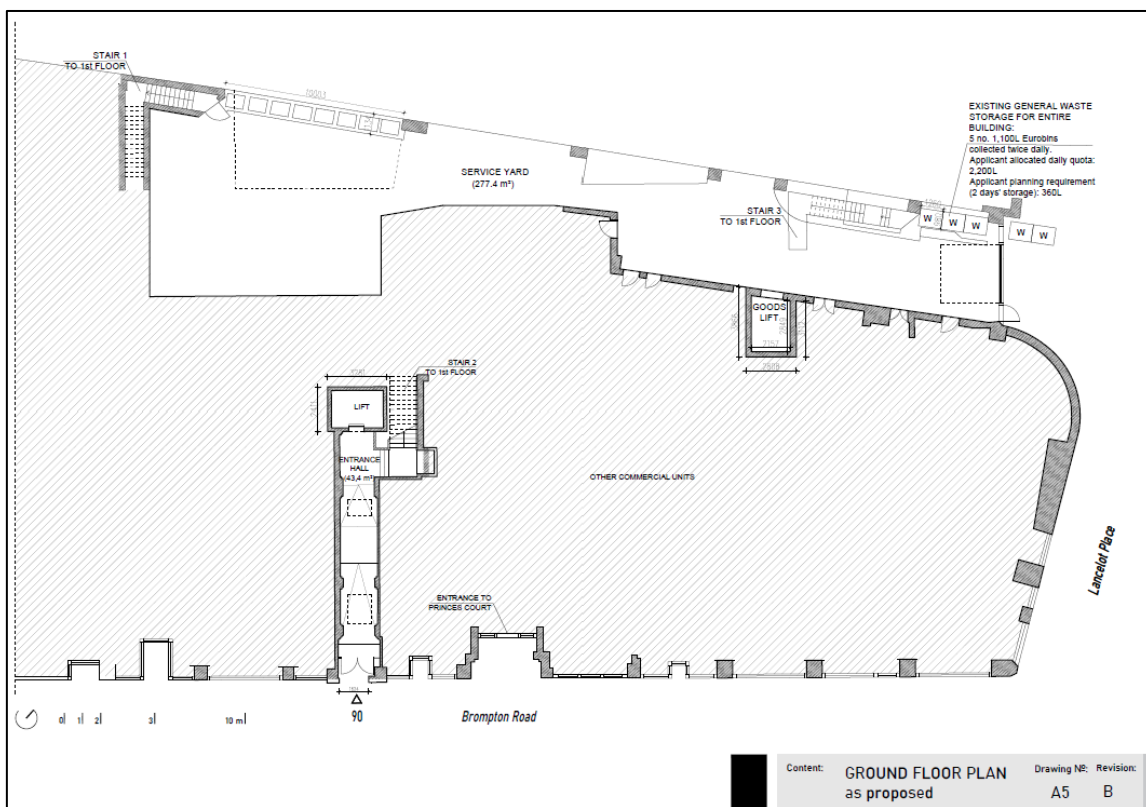 STAIR 1
TO 1st FLOOR
EXISTING GENERAL WASTE
STORAGE FOR ENTIRE
BUILDING:
5 no. 1,100L Eurobins
collected twice daily.
Applicant allocated daily quota:
2,200L
Applicant planning requirement
(2 days' storage): 360L
SERVICE YARD
(277.4 m²)
STAIR 3
TO 1st FLOOR
W
W
W
W
W
GOODS
LIFT
2808
STAIR 2
TO 1st FLOOR
3281
2411
LIFT
ENTRANCE
HALL
(43,4 m²)
OTHER COMMERCIAL UNITS
Lancelot Place
ENTRANCE TO
PRINCES COURT
0
1
2
3
10 m
90
Brompton Road
Content:
GROUND FLOOR PLAN
as proposed
Drawing Nº:
A5
Revision:
B